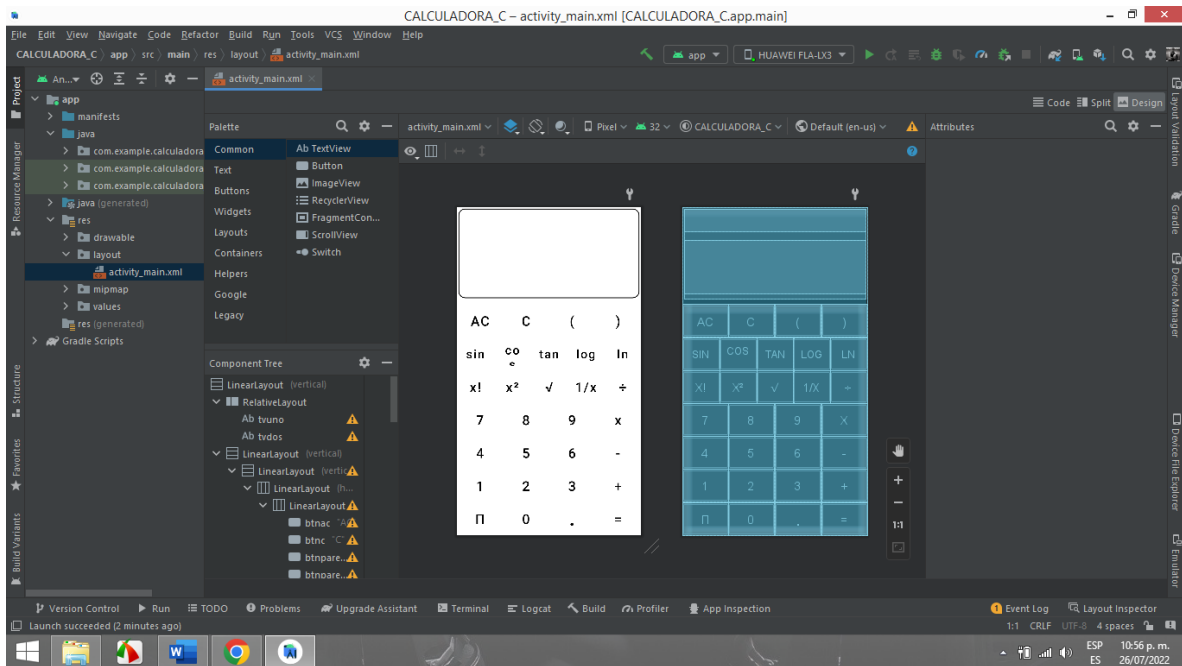 CALCULADORA_C – activity_main.xml [CALCULADORA_C.app.main]
File Edit View Navigate Code Refactor Build Run Tools VCS Window Help
CALCULADORA_C app src main res layout activity_main.xml
app HUAWEI FLA-LX3
An... activity_main.xml
Code Split Design
app
manifests
java
com.example.calculadora
com.example.calculadora
com.example.calculadora
java (generated)
res
drawable
layout
activity_main.xml
mipmap
values
res (generated)
Gradle Scripts
Project
Resource Manager
Structure
Favorites
Build Variants
Palette
Common
Text
Buttons
Widgets
Layouts
Containers
Helpers
Google
Legacy
Ab TextView
Button
ImageView
RecyclerView
FragmentCon...
ScrollView
Switch
Component Tree
LinearLayout (vertical)
RelativeLayout
Ab tvuno
Ab tvdos
LinearLayout (vertical)
LinearLayout (vertic
LinearLayout (h...
LinearLayout
btnac "A
btnc "C"
btnpare..
btnpare..
activity_main.xml Pixel 32 CALCULADORA_C Default (en-us)
Attributes
AC C ( )
sin co tan log ln
x! x² √ 1/x ÷
7 8 9 x
4 5 6 -
1 2 3 +
П 0 . =
AC C ( )
SIN COS TAN LOG LN
X! X² √ 1/X ÷
7 8 9 X
4 5 6 -
1 2 3 +
П 0 . =
1:1
Layout Validation
Gradle
Device Manager
Device File Explorer
Emulator
Version Control Run TODO Problems Upgrade Assistant Terminal Logcat Build Profiler App Inspection
1 Event Log Layout Inspector
Launch succeeded (2 minutes ago)
1:1 CRLF UTF-8 4 spaces
ESP 10:56 p. m.
ES 26/07/2022